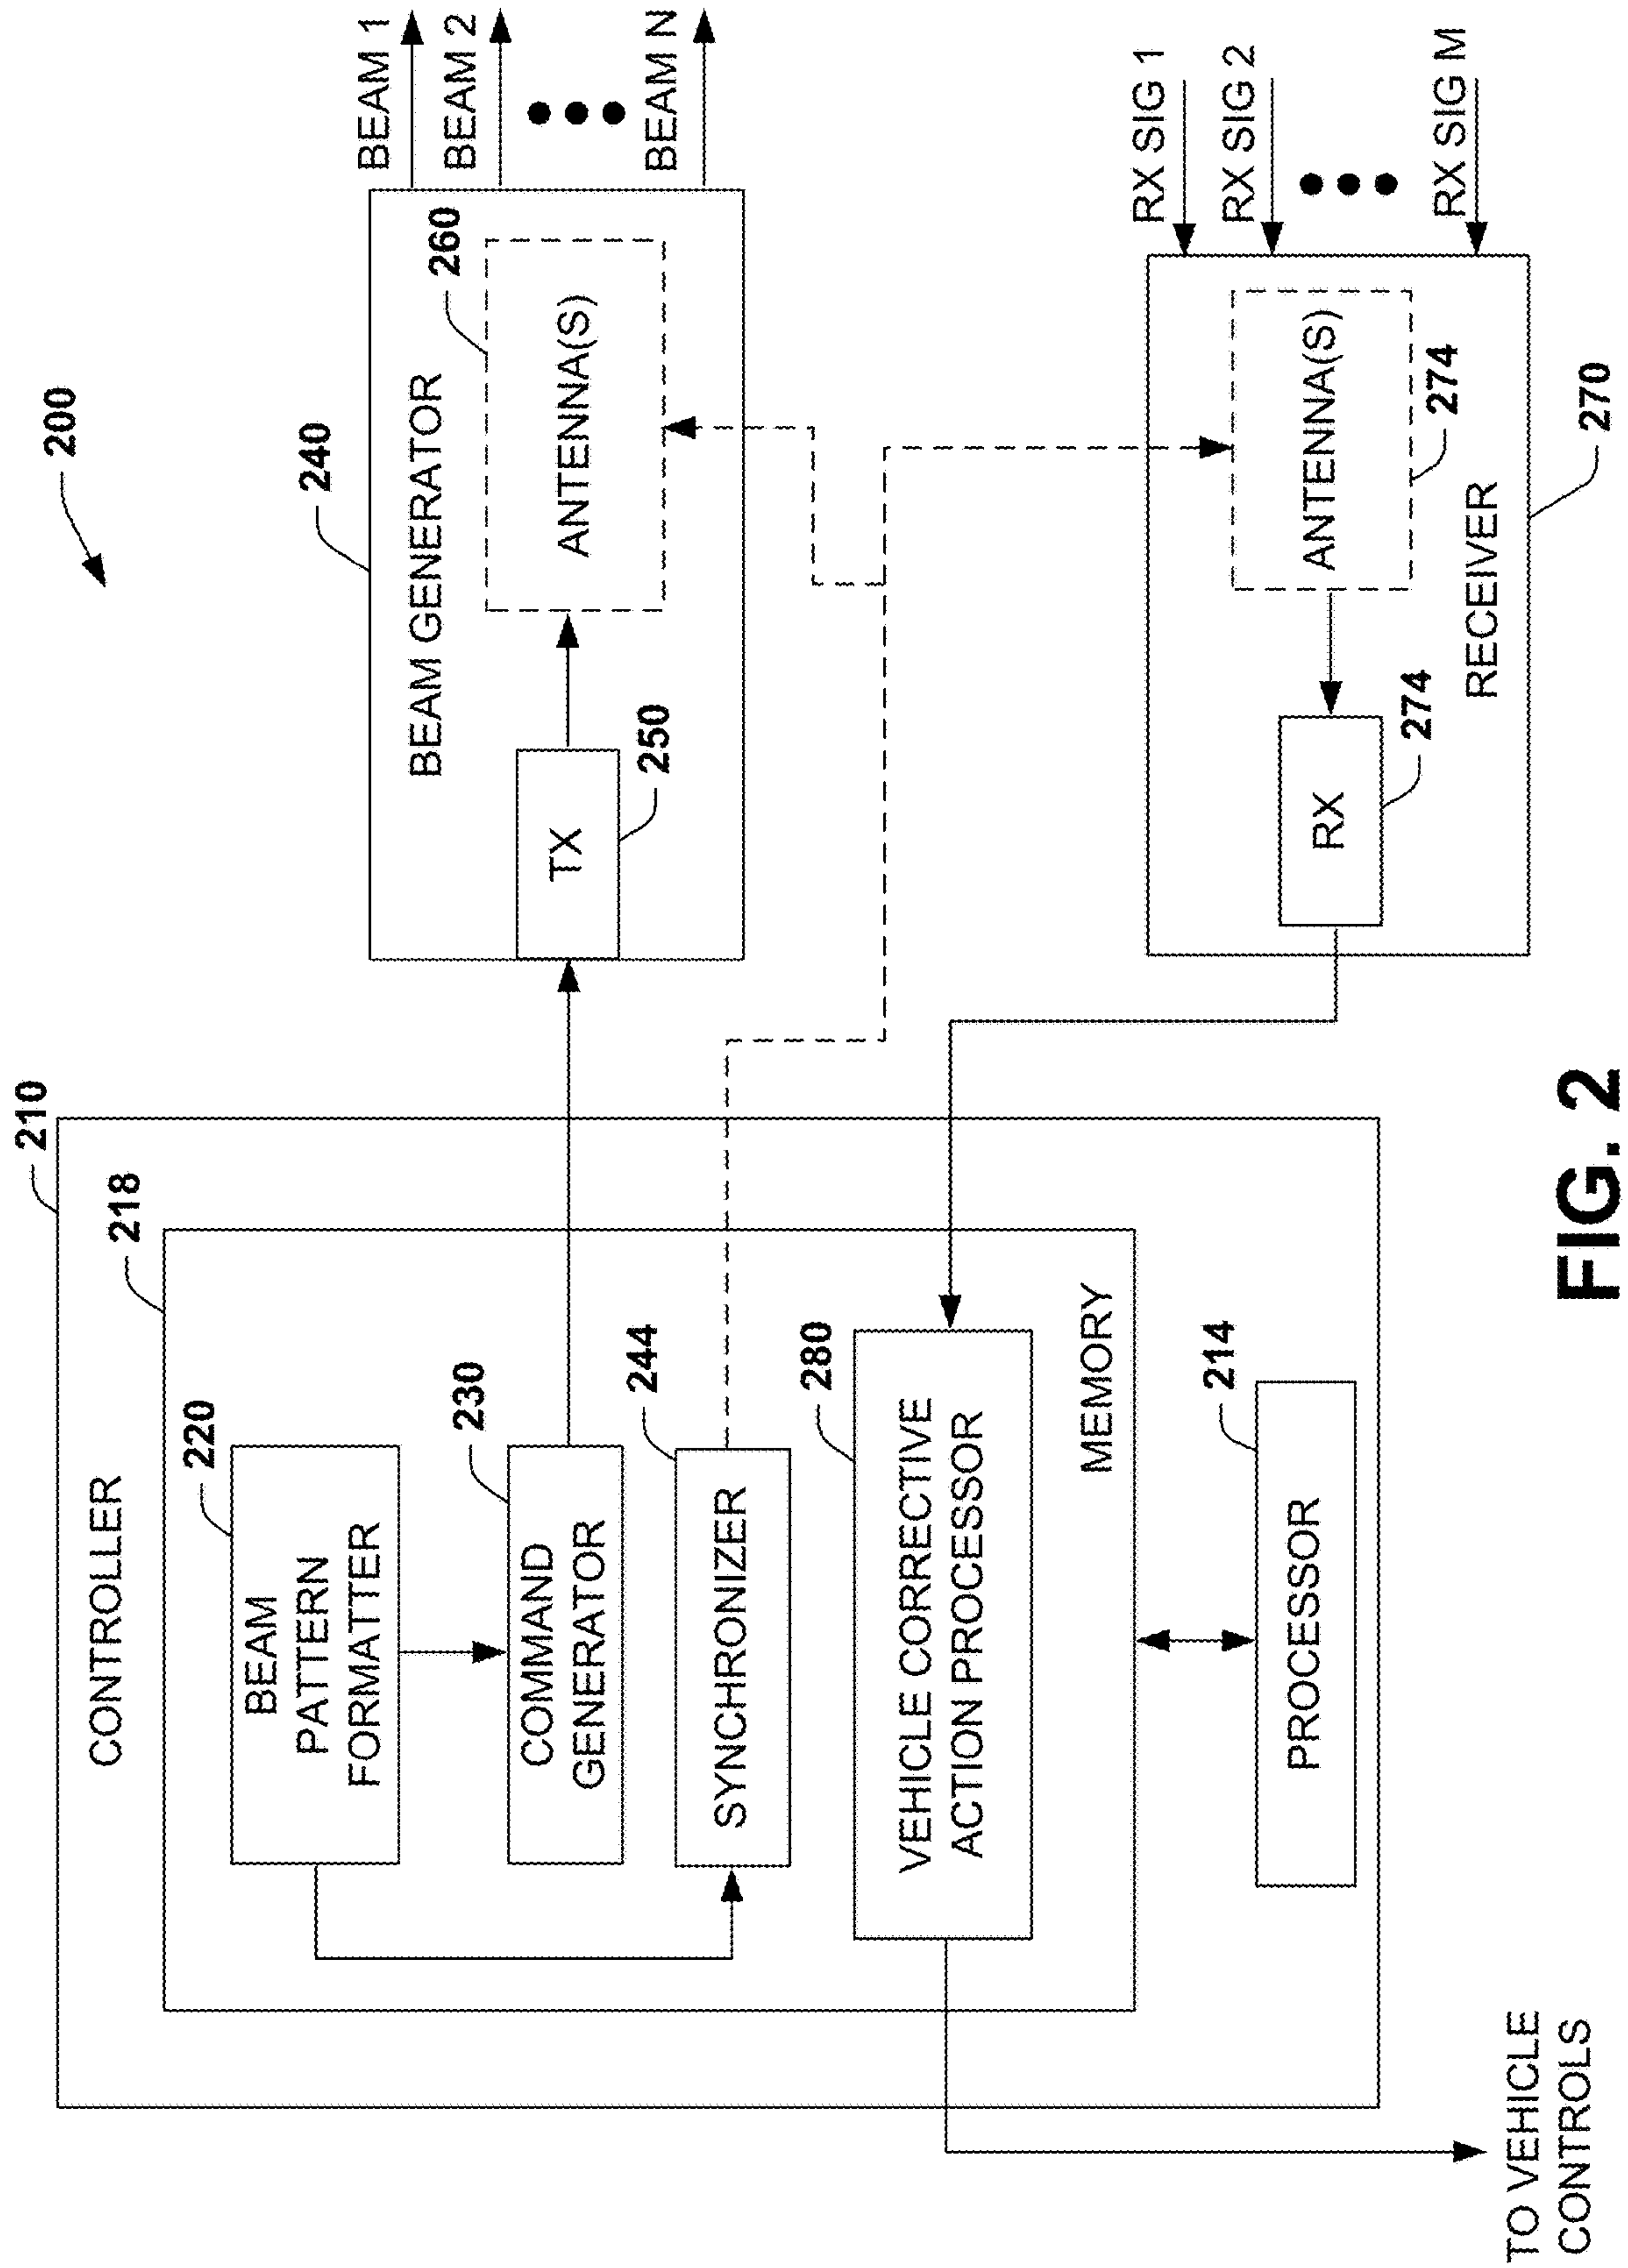 200
210
CONTROLLER
218
220
BEAM
PATTERN
FORMATTER
230
COMMAND
GENERATOR
244
SYNCHRONIZER
280
VEHICLE CORRECTIVE
ACTION PROCESSOR
MEMORY
214
PROCESSOR
TO VEHICLE
CONTROLS
240
BEAM GENERATOR
TX
250
260
ANTENNA(S)
BEAM 1
BEAM 2
BEAM N
RX SIG 1
RX SIG 2
RX SIG M
ANTENNA(S)
274
RX
274
RECEIVER
270
FIG. 2